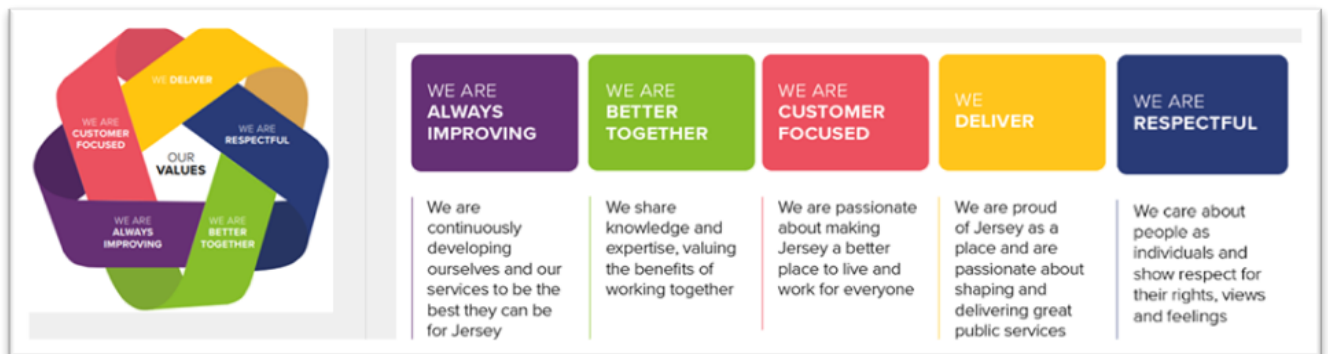 WE DELIVER
WE ARE
CUSTOMER
FOCUSED
WE ARE
RESPECTFUL
OUR
VALUES
WE ARE
ALWAYS
IMPROVING
WE ARE
BETTER
TOGETHER
WE ARE
ALWAYS
IMPROVING
We are
continuously
developing
ourselves and our
services to be the
best they can be
for Jersey
WE ARE
BETTER
TOGETHER
We share
knowledge and
expertise, valuing
the benefits of
working together
WE ARE
CUSTOMER
FOCUSED
We are passionate
about making
Jersey a better
place to live and
work for everyone
WE
DELIVER
We are proud
of Jersey as a
place and are
passionate about
shaping and
delivering great
public services
WE ARE
RESPECTFUL
We care about
people as
individuals and
show respect for
their rights, views
and feelings